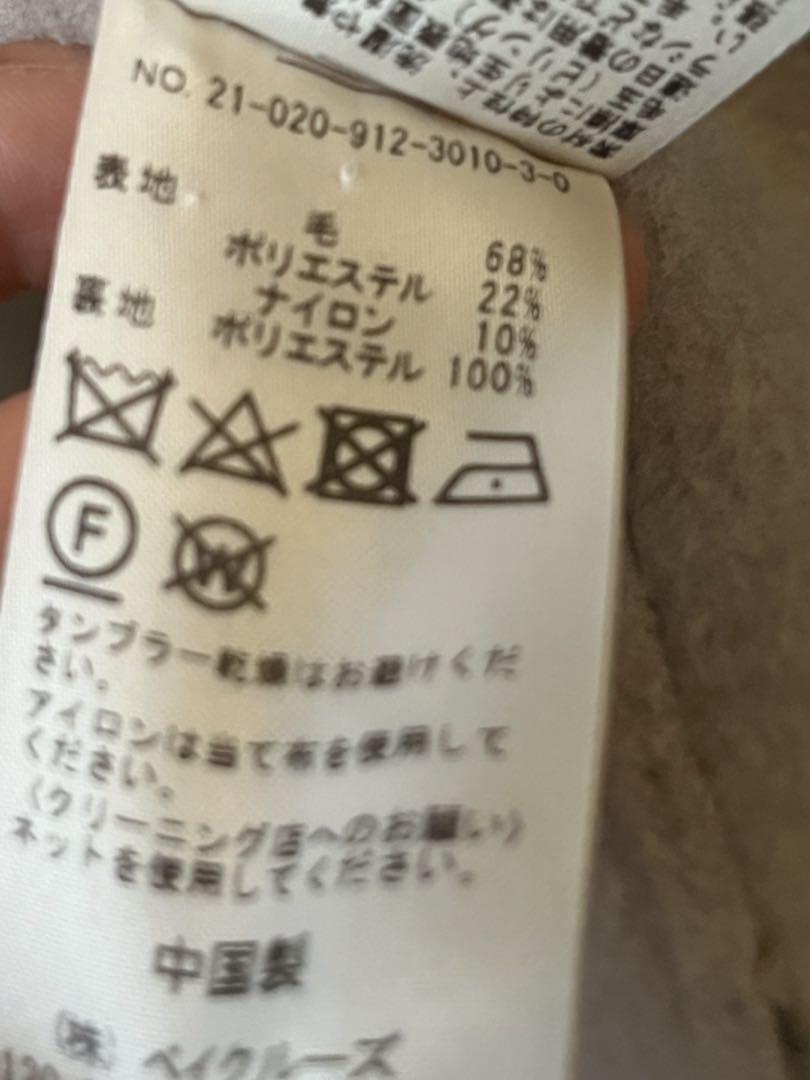 NO. 21-020-912-3010-3-0
表地
毛 68%
ポリエステル 22%
ナイロン 10%
裏地 ポリエステル 100%
F
W
タンブラー乾燥はお避けくだ
さい。
アイロンは当て布を使用して
ください。
(クリーニング店へのお願い)
ネットを使用してください。
中国製
(株) ベイクルーズ